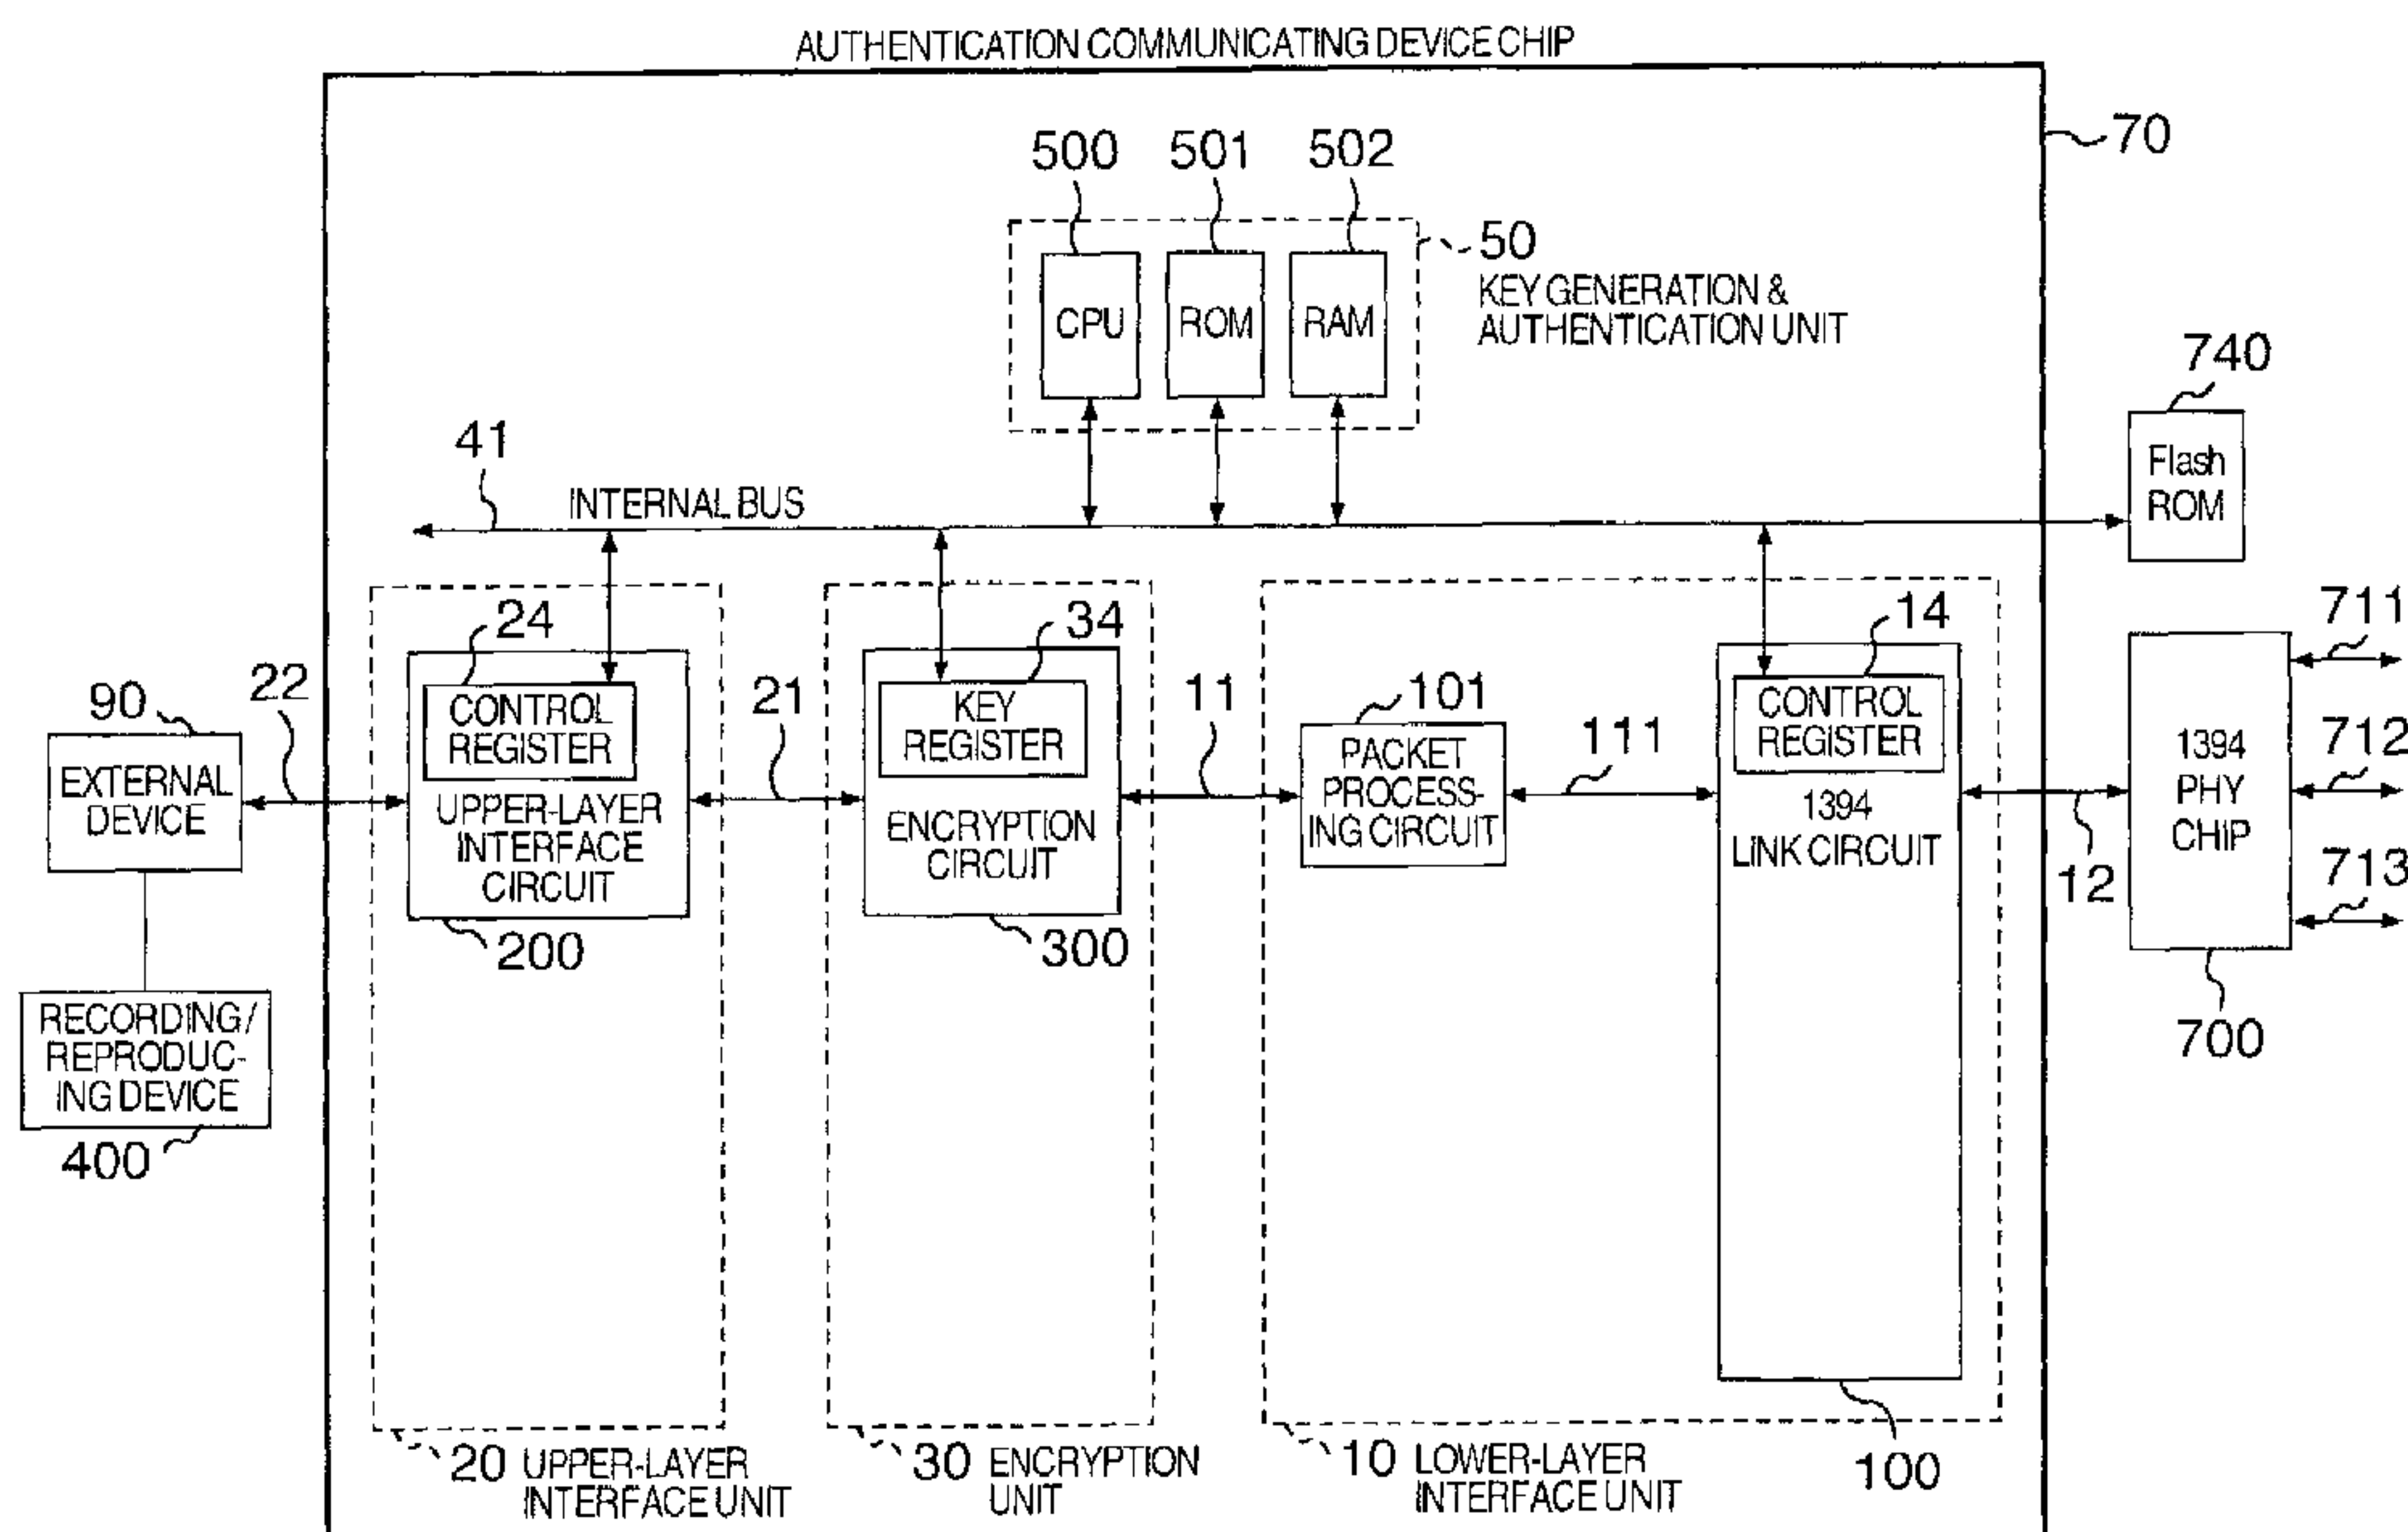 AUTHENTICATION COMMUNICATING DEVICE CHIP
70
500
501
502
50
KEY GENERATION &
AUTHENTICATION UNIT
CPU
ROM
RAM
740
Flash
ROM
41
INTERNAL BUS
24
34
14
711
90
22
CONTROL
REGISTER
21
KEY
REGISTER
11
101
111
CONTROL
REGISTER
712
EXTERNAL
DEVICE
UPPER-LAYER
INTERFACE
CIRCUIT
ENCRYPTION
CIRCUIT
PACKET
PROCESS-
ING CIRCUIT
1394
LINK CIRCUIT
12
1394
PHY
CHIP
713
200
300
RECORDING/
REPRODUC-
ING DEVICE
400
700
20
UPPER-LAYER
INTERFACE UNIT
30
ENCRYPTION
UNIT
10
LOWER-LAYER
INTERFACE UNIT
100